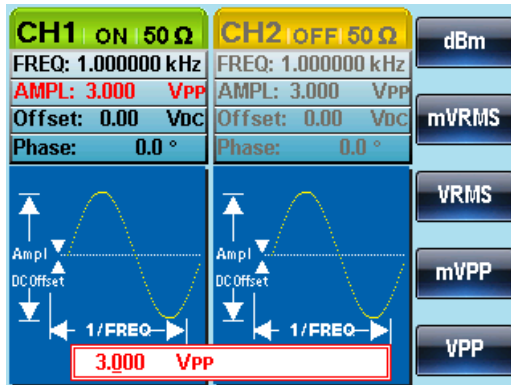 CH1 ON 50 Ω
FREQ: 1.000000 kHz
AMPL: 3.000 VPP
Offset: 0.00 VDC
Phase: 0.0 °
Ampl
DC Offset
1/FREQ
CH2 OFF 50 Ω
FREQ: 1.000000 kHz
AMPL: 3.000 VPP
Offset: 0.00 VDC
Phase: 0.0 °
Ampl
DC Offset
1/FREQ
3.000 VPP
dBm
mVRMS
VRMS
mVPP
VPP